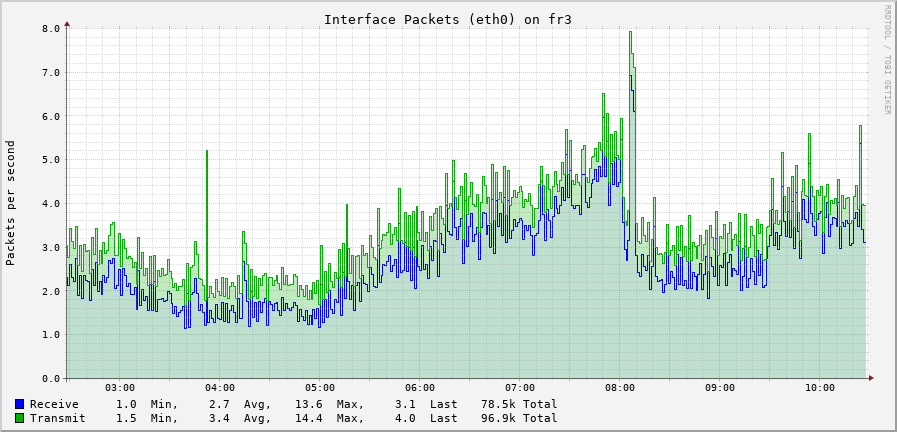 Interface Packets (eth0) on fr3
RRDTOOL / TOBI OETIKER
Packets per second
8.0
7.0
6.0
5.0
4.0
3.0
2.0
1.0
0.0
03:00 04:00 05:00 06:00 07:00 08:00 09:00 10:00
Receive 1.0 Min, 2.7 Avg, 13.6 Max, 3.1 Last 78.5k Total
Transmit 1.5 Min, 3.4 Avg, 14.4 Max, 4.0 Last 96.9k Total